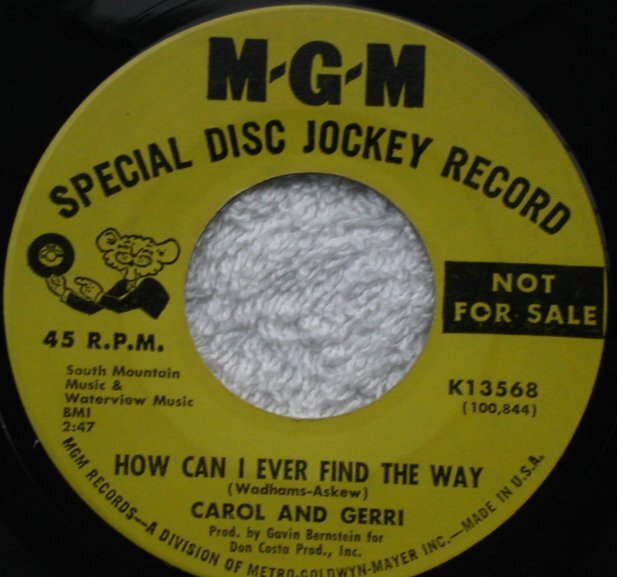 M-G-M
SPECIAL DISC JOCKEY RECORD
NOT
FOR SALE
45 R.P.M.
South Mountain
Music &
Waterview Music
BMI
2:47
K13568
(100,844)
HOW CAN I EVER FIND THE WAY
(Wadhams-Askew)
CAROL AND GERRI
Prod. by Gavin Bernstein for
Don Costa Prod., Inc.
MGM RECORDS—A DIVISION OF METRO-GOLDWYN-MAYER INC.—MADE IN U.S.A.